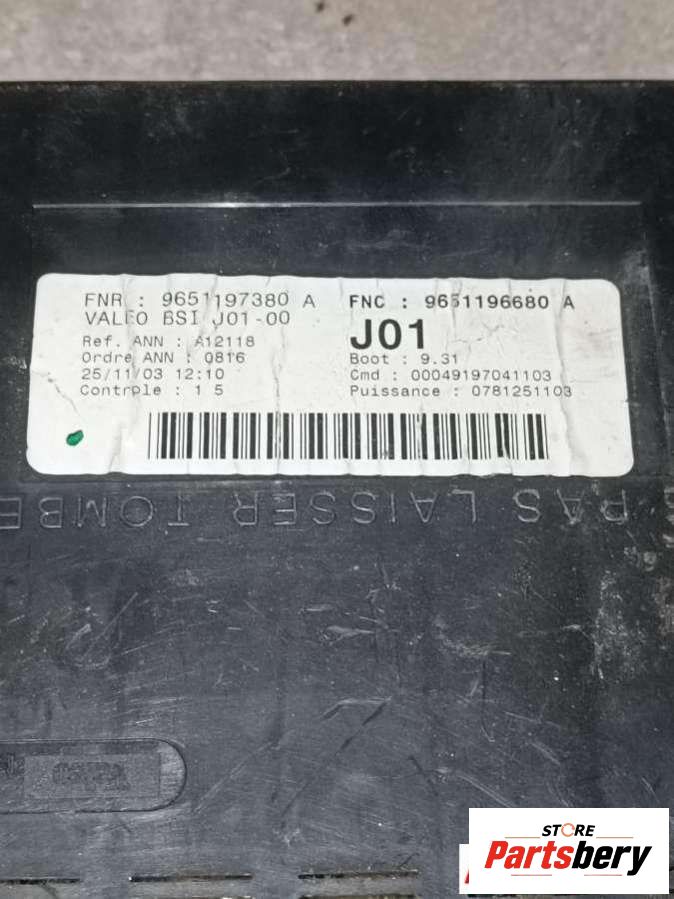 FNR : 9651197380 A
VALEO BSI J01-00
Ref. ANN : A12118
Ordre ANN : 0816
25/11/03 12:10
Controle : 1 5
FNC : 9651196680 A
J01
Boot : 9.31
Cmd : 00049197041103
Puissance : 0781251103
PAS LAISSER TOMBE
STORE
Partsbery